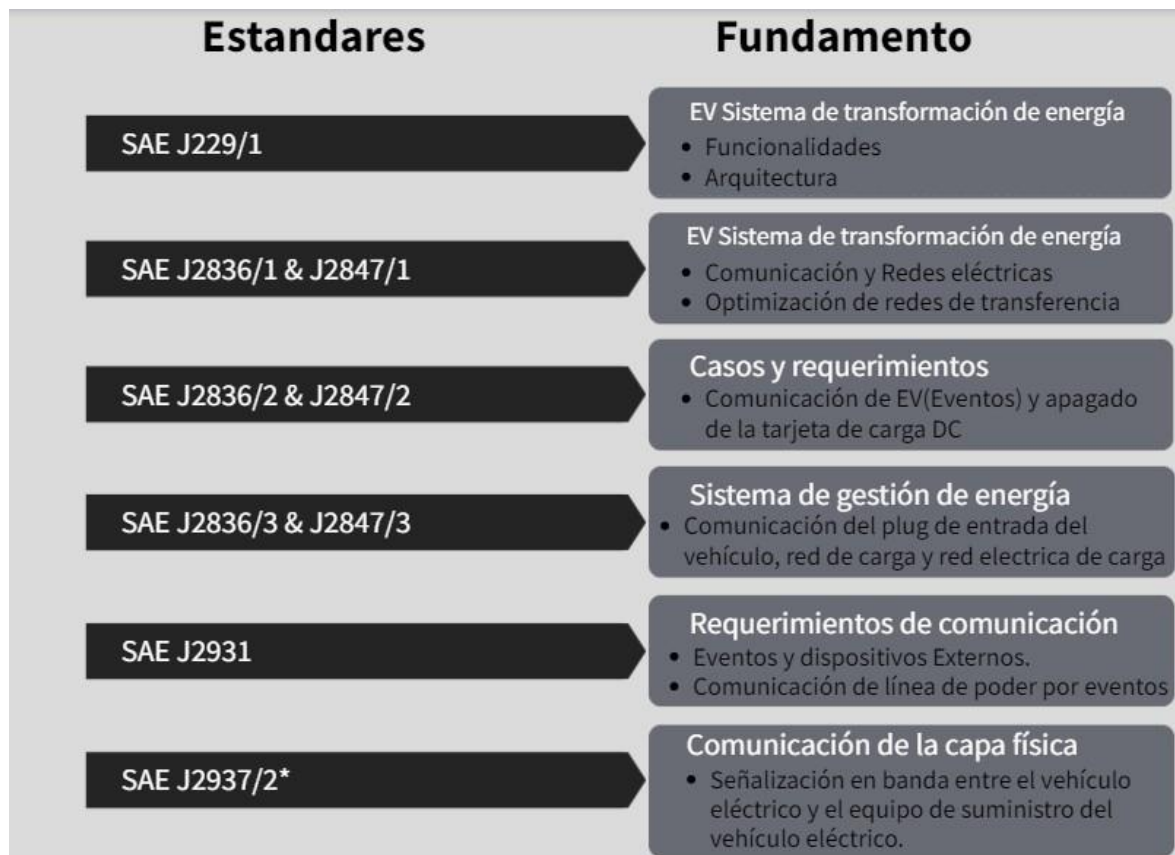 Estandares
Fundamento
SAE J229/1
EV Sistema de transformación de energía
• Funcionalidades
• Arquitectura
SAE J2836/1 & J2847/1
EV Sistema de transformación de energía
• Comunicación y Redes eléctricas
• Optimización de redes de transferencia
SAE J2836/2 & J2847/2
Casos y requerimientos
• Comunicación de EV(Eventos) y apagado
de la tarjeta de carga DC
SAE J2836/3 & J2847/3
Sistema de gestión de energía
• Comunicación del plug de entrada del
vehículo, red de carga y red electrica de carga
SAE J2931
Requerimientos de comunicación
• Eventos y dispositivos Externos.
• Comunicación de línea de poder por eventos
SAE J2937/2*
Comunicación de la capa física
• Señalización en banda entre el vehículo
eléctrico y el equipo de suministro del
vehículo eléctrico.